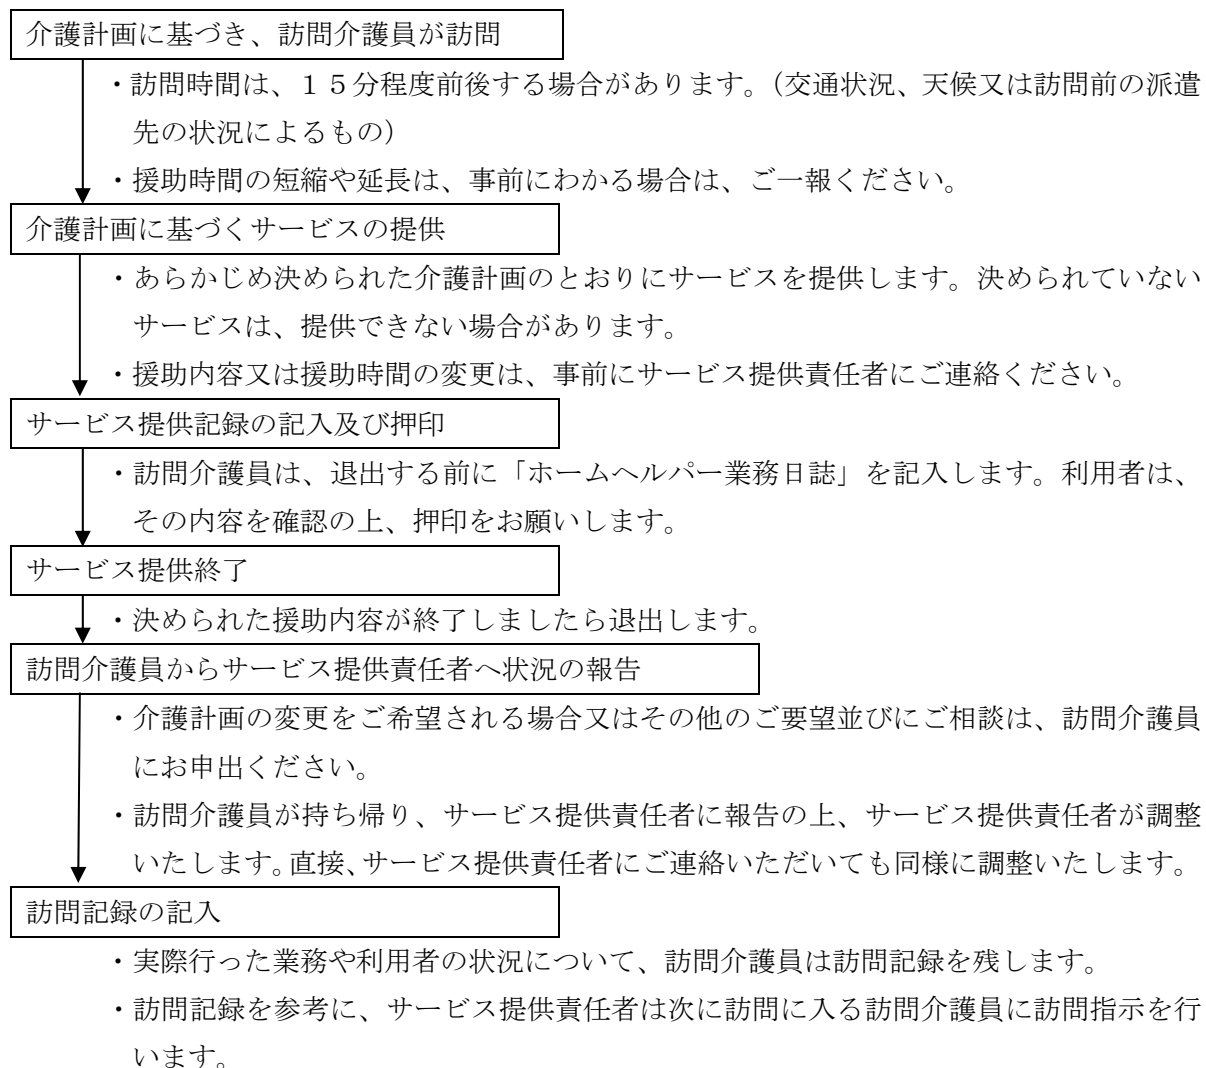 介護計画に基づき、訪問介護員が訪問
・訪問時間は、１５分程度前後する場合があります。(交通状況、天候又は訪問前の派遣
先の状況によるもの）
・援助時間の短縮や延長は、事前にわかる場合は、ご一報ください。
介護計画に基づくサービスの提供
・あらかじめ決められた介護計画のとおりにサービスを提供します。決められていない
サービスは、提供できない場合があります。
・援助内容又は援助時間の変更は、事前にサービス提供責任者にご連絡ください。
サービス提供記録の記入及び押印
・訪問介護員は、退出する前に「ホームヘルパー業務日誌」を記入します。利用者は、
その内容を確認の上、押印をお願いします。
サービス提供終了
・決められた援助内容が終了しましたら退出します。
訪問介護員からサービス提供責任者へ状況の報告
・介護計画の変更をご希望される場合又はその他のご要望並びにご相談は、訪問介護員
にお申出ください。
・訪問介護員が持ち帰り、サービス提供責任者に報告の上、サービス提供責任者が調整
いたします。直接、サービス提供責任者にご連絡いただいても同様に調整いたします。
訪問記録の記入
・実際行った業務や利用者の状況について、訪問介護員は訪問記録を残します。
・訪問記録を参考に、サービス提供責任者は次に訪問に入る訪問介護員に訪問指示を行
います。